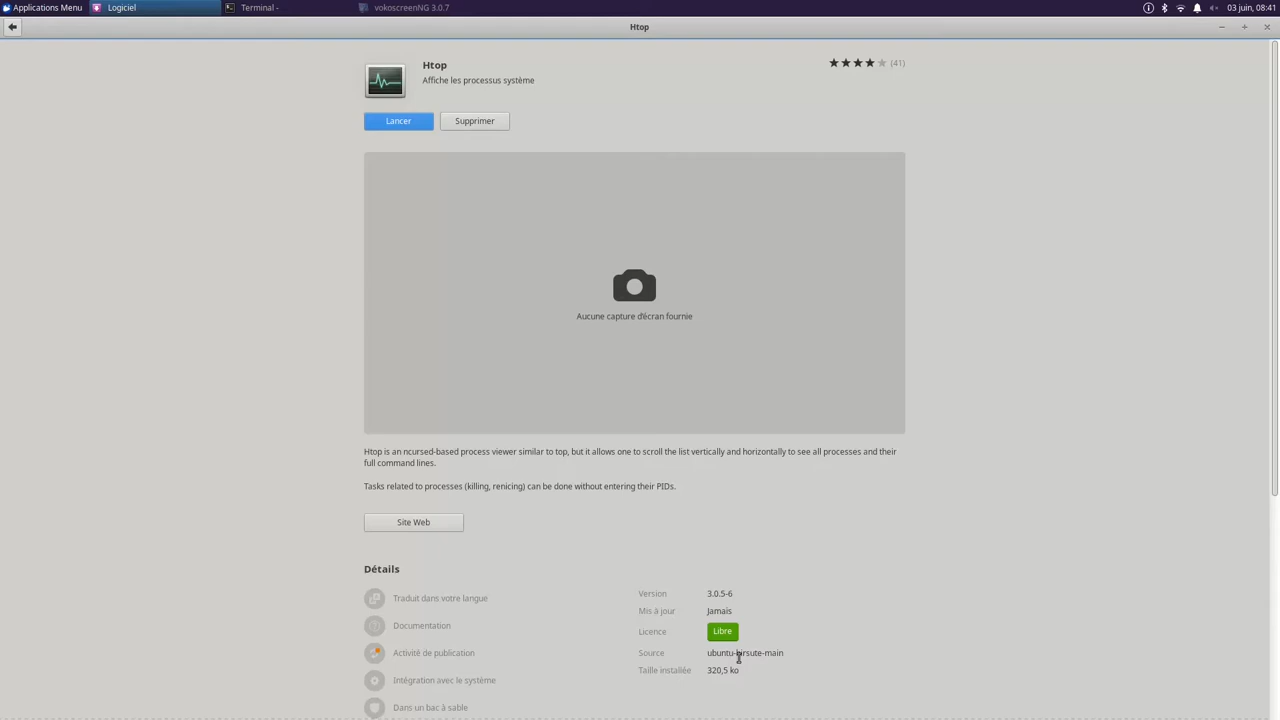 Applications Menu
Logiciel
Terminal -
vokoscreenNG 3.0.7
03 juin, 08:41
Htop
Htop
(41)
Affiche les processus système
Lancer
Supprimer
Aucune capture d'écran fournie
Htop is an ncursed-based process viewer similar to top, but it allows one to scroll the list vertically and horizontally to see all processes and their
full command lines.
Tasks related to processes (killing, renicing) can be done without entering their PIDs.
Site Web
Détails
Version 3.0.5-6
Traduit dans votre langue
Mis à jour Jamais
Documentation
Licence Libre
Activité de publication
Source ubuntu-hirsute-main
Taille installée 320,5 ko
Intégration avec le système
Dans un bac à sable